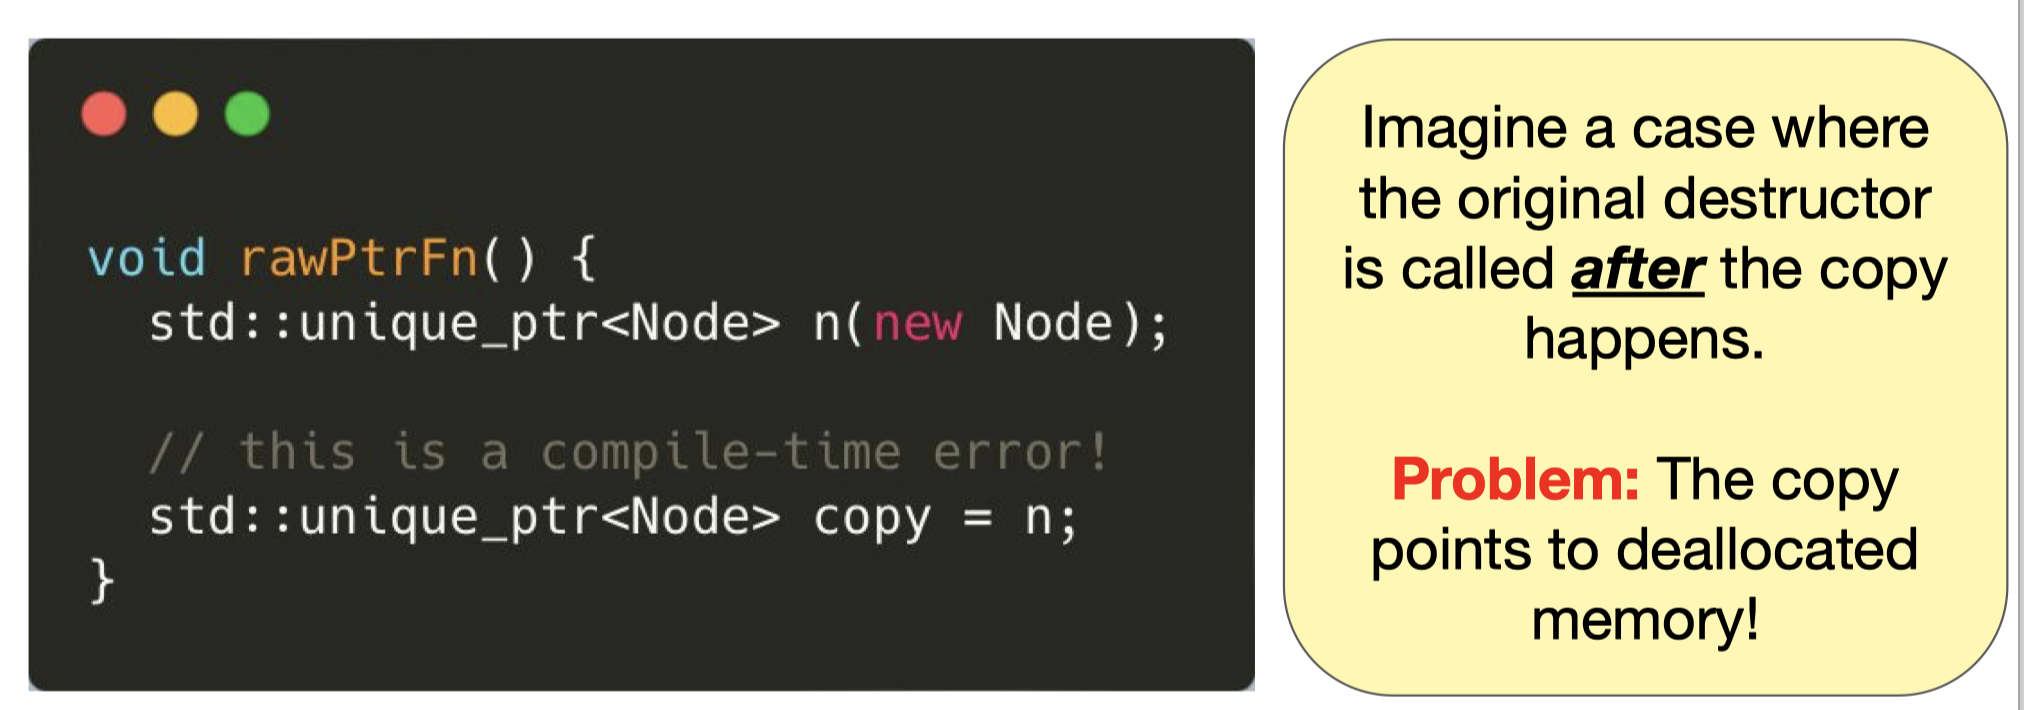 void rawPtrFn() {
  std::unique_ptr<Node> n(new Node);
  // this is a compile-time error!
  std::unique_ptr<Node> copy = n;
}
Imagine a case where
the original destructor
is called after the copy
happens.
Problem: The copy
points to deallocated
memory!